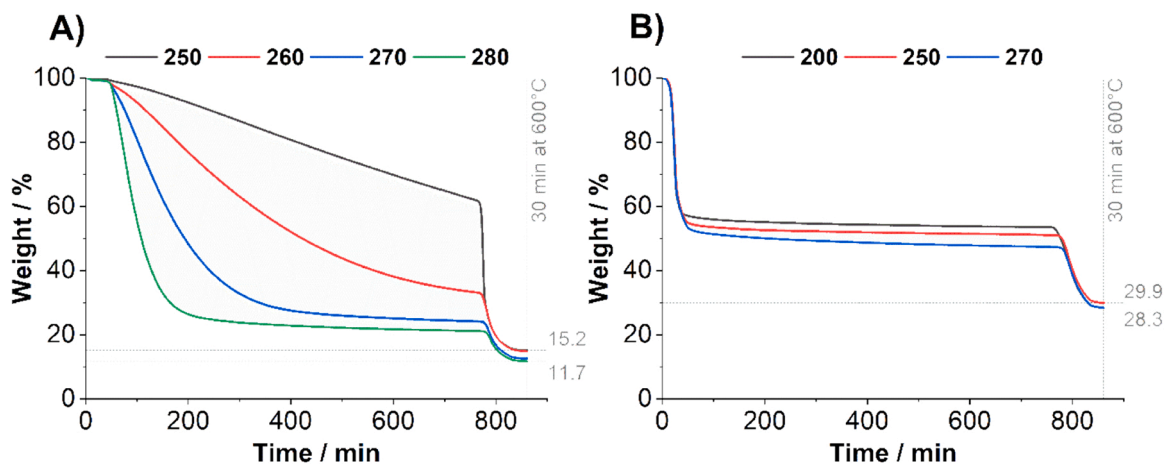 A)
250 260 270 280
Weight / %
100
80
60
40
20
0
0 200 400 600 800
Time / min
30 min at 600°C
15.2
11.7
B)
200 250 270
Weight / %
100
80
60
40
20
0
0 200 400 600 800
Time / min
30 min at 600°C
29.9
28.3